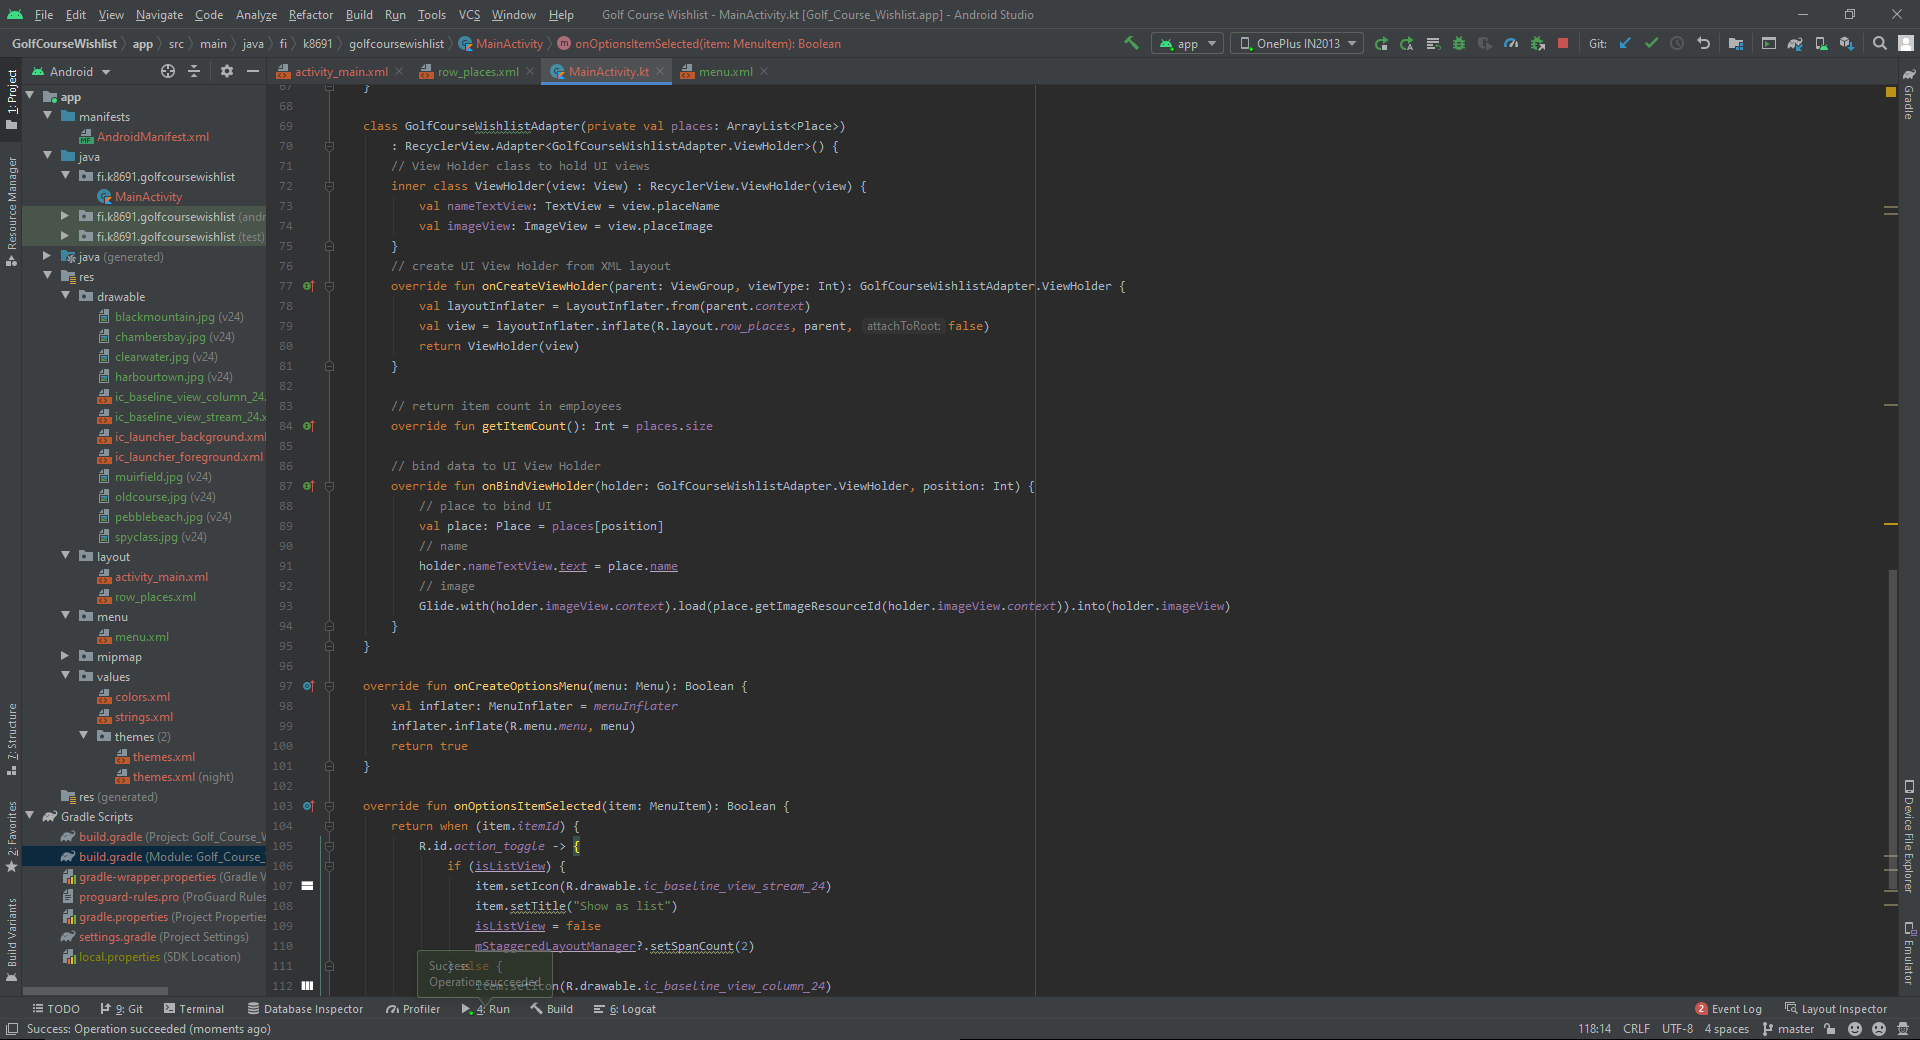 File Edit View Navigate Code Analyze Refactor Build Run Tools VCS Window Help Golf Course Wishlist - MainActivity.kt [Golf_Course_Wishlist.app] - Android Studio
GolfCourseWishlist app src main java fi k8691 golfcoursewishlist MainActivity onOptionsItemSelected(item: MenuItem): Boolean app OnePlus IN2013 Git:
Android activity_main.xml row_places.xml MainActivity.kt menu.xml
1: Project
Resource Manager
7: Structure
2: Favorites
Build Variants
app
manifests
AndroidManifest.xml
java
fi.k8691.golfcoursewishlist
MainActivity
fi.k8691.golfcoursewishlist (andr
fi.k8691.golfcoursewishlist (test)
java (generated)
res
drawable
blackmountain.jpg (v24)
chambersbay.jpg (v24)
clearwater.jpg (v24)
harbourtown.jpg (v24)
ic_baseline_view_column_24.
ic_baseline_view_stream_24.x
ic_launcher_background.xml
ic_launcher_foreground.xml
muirfield.jpg (v24)
oldcourse.jpg (v24)
pebblebeach.jpg (v24)
spyclass.jpg (v24)
layout
activity_main.xml
row_places.xml
menu
menu.xml
mipmap
values
colors.xml
strings.xml
themes (2)
themes.xml
themes.xml (night)
res (generated)
Gradle Scripts
build.gradle (Project: Golf_Course_W
build.gradle (Module: Golf_Course_
gradle-wrapper.properties (Gradle V
proguard-rules.pro (ProGuard Rules
gradle.properties (Project Properties
settings.gradle (Project Settings)
local.properties (SDK Location)
67 }
68
69 class GolfCourseWishlistAdapter(private val places: ArrayList<Place>)
70 : RecyclerView.Adapter<GolfCourseWishlistAdapter.ViewHolder>() {
71 // View Holder class to hold UI views
72 inner class ViewHolder(view: View) : RecyclerView.ViewHolder(view) {
73 val nameTextView: TextView = view.placeName
74 val imageView: ImageView = view.placeImage
75 }
76 // create UI View Holder from XML layout
77 override fun onCreateViewHolder(parent: ViewGroup, viewType: Int): GolfCourseWishlistAdapter.ViewHolder {
78 val layoutInflater = LayoutInflater.from(parent.context)
79 val view = layoutInflater.inflate(R.layout.row_places, parent, attachToRoot: false)
80 return ViewHolder(view)
81 }
82
83 // return item count in employees
84 override fun getItemCount(): Int = places.size
85
86 // bind data to UI View Holder
87 override fun onBindViewHolder(holder: GolfCourseWishlistAdapter.ViewHolder, position: Int) {
88 // place to bind UI
89 val place: Place = places[position]
90 // name
91 holder.nameTextView.text = place.name
92 // image
93 Glide.with(holder.imageView.context).load(place.getImageResourceId(holder.imageView.context)).into(holder.imageView)
94 }
95 }
96
97 override fun onCreateOptionsMenu(menu: Menu): Boolean {
98 val inflater: MenuInflater = menuInflater
99 inflater.inflate(R.menu.menu, menu)
100 return true
101 }
102
103 override fun onOptionsItemSelected(item: MenuItem): Boolean {
104 return when (item.itemId) {
105 R.id.action_toggle -> {
106 if (isListView) {
107 item.setIcon(R.drawable.ic_baseline_view_stream_24)
108 item.setTitle("Show as list")
109 isListView = false
110 mStaggeredLayoutManager?.setSpanCount(2)
111 } else {
112 item.setIcon(R.drawable.ic_baseline_view_column_24)
Success
Operation succeeded
Gradle
Device File Explorer
Emulator
TODO 9: Git Terminal Database Inspector Profiler 4: Run Build 6: Logcat 2 Event Log Layout Inspector
Success: Operation succeeded (moments ago) 118:14 CRLF UTF-8 4 spaces master